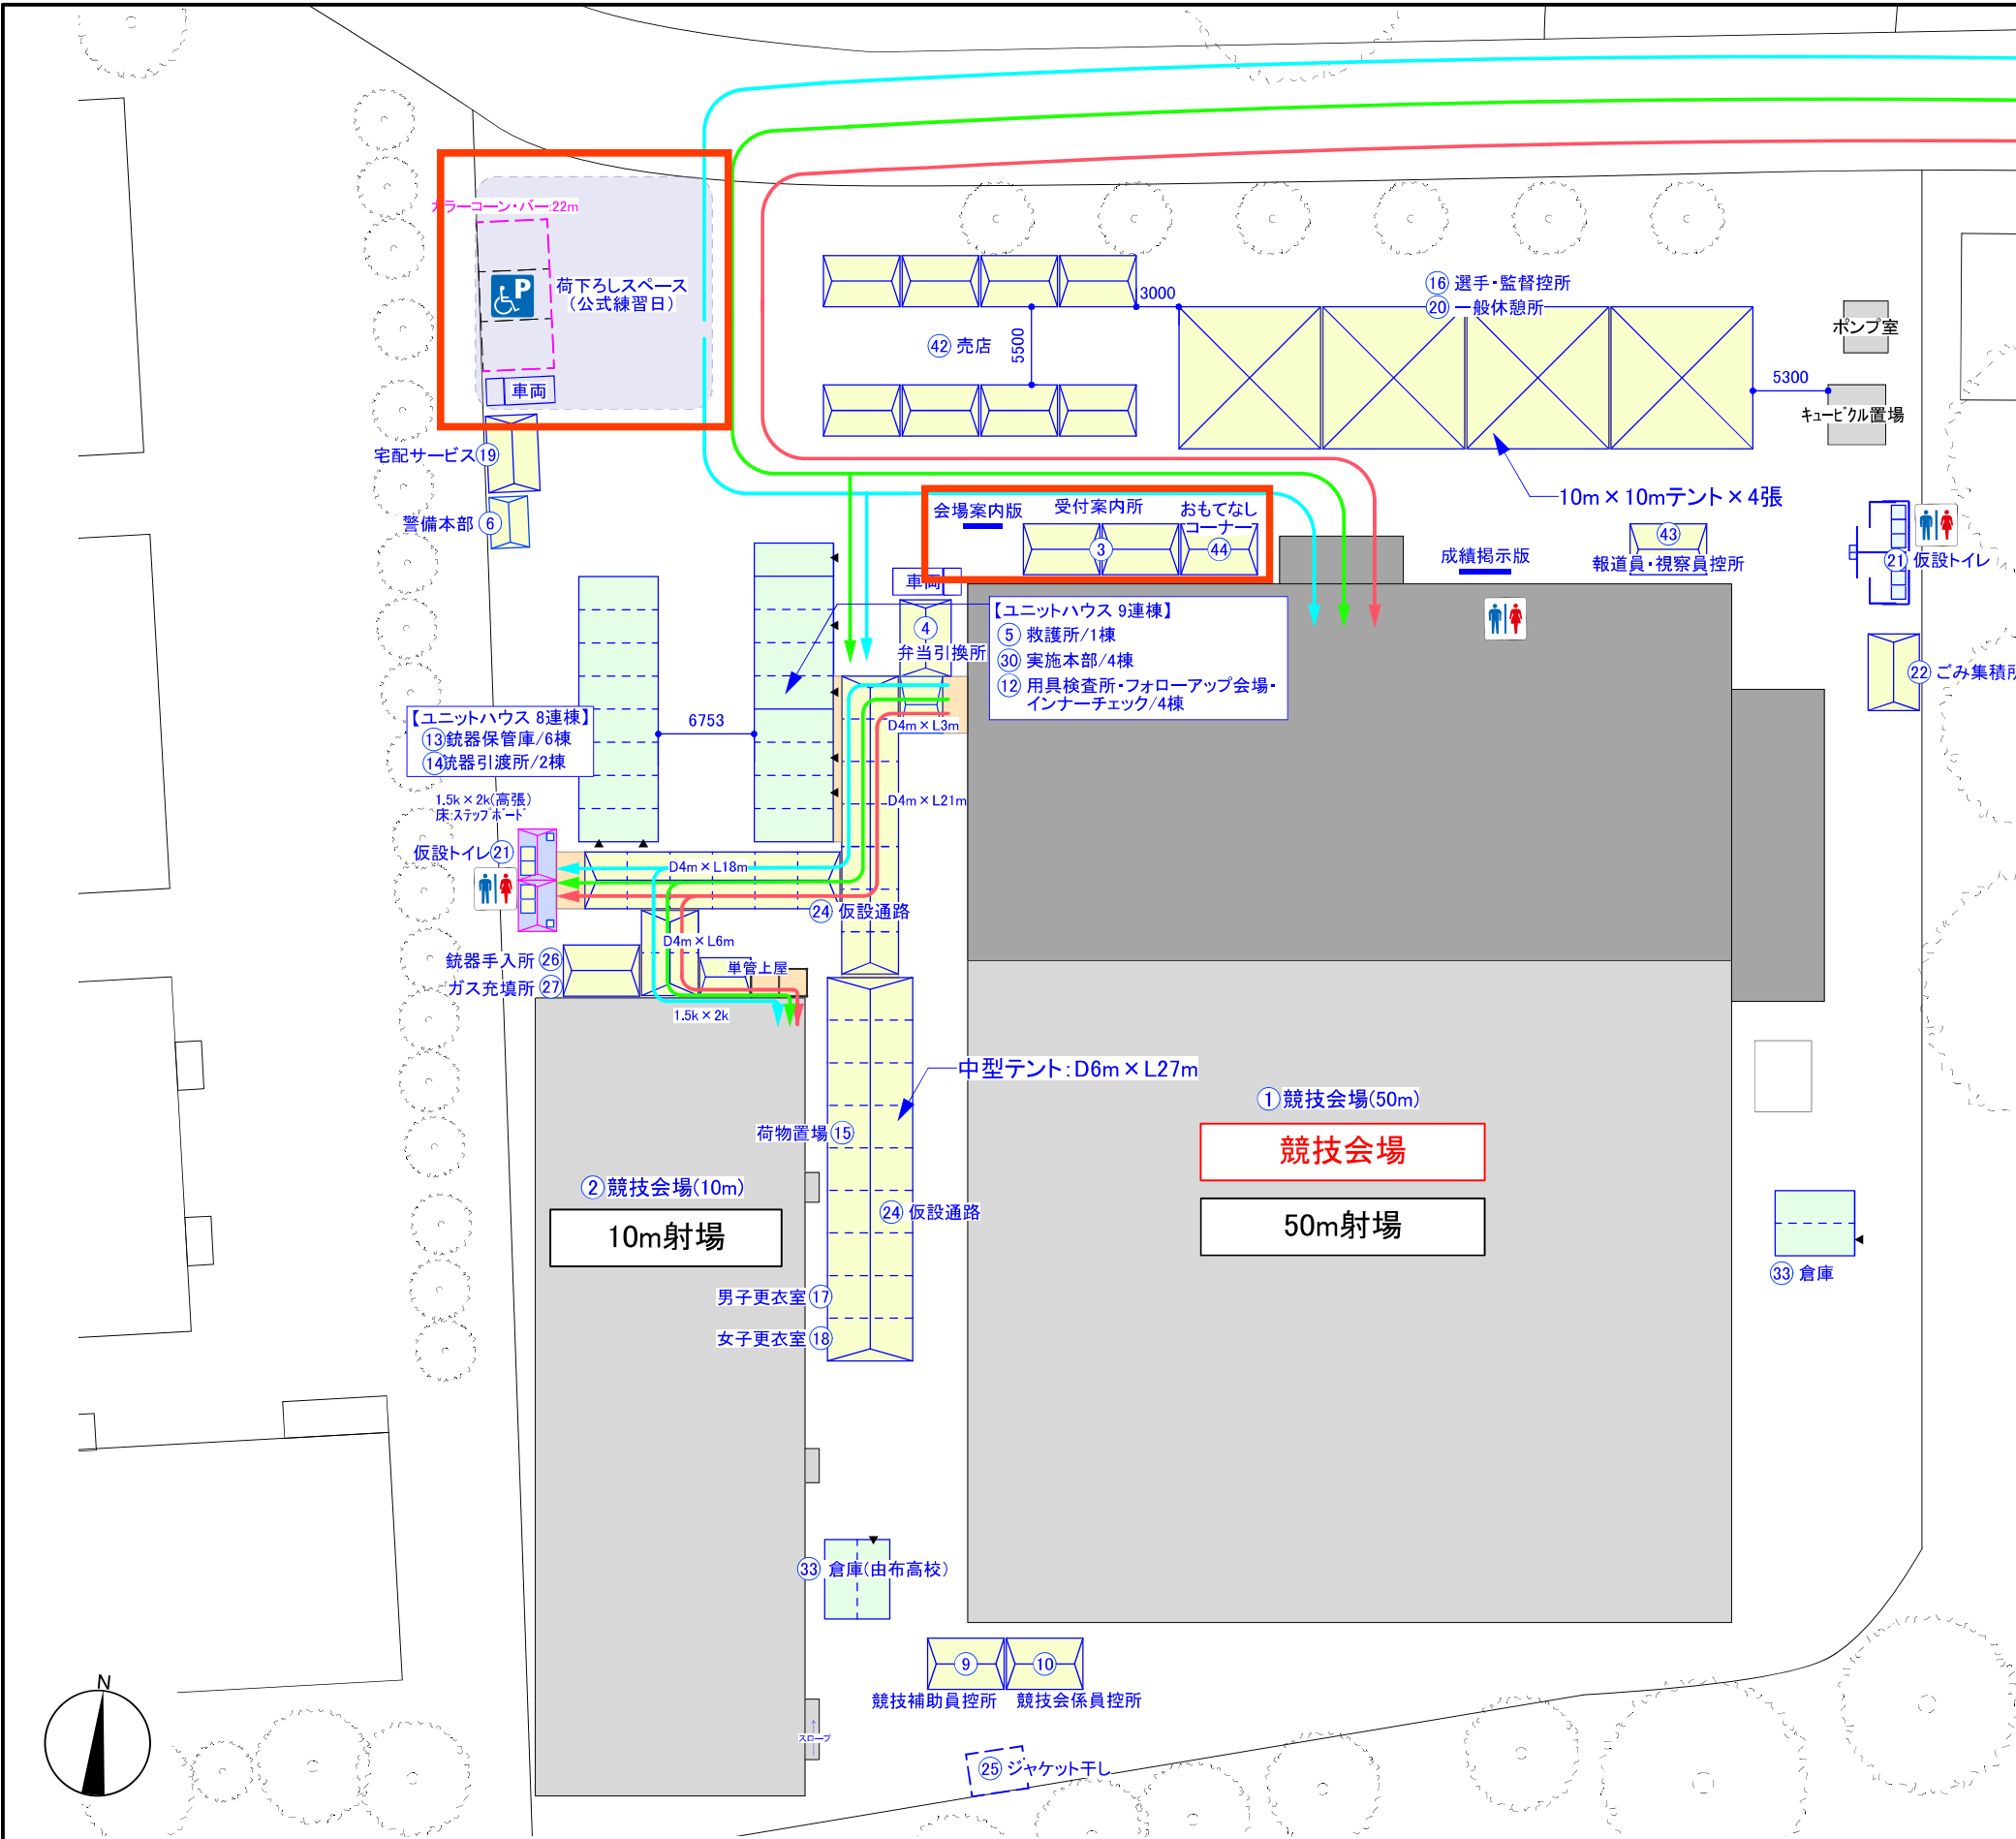 カラーコーン・バー:22m
P
荷下ろしスペース
(公式練習日)
車両
宅配サービス⑲
警備本部⑥
3000
㊷ 売店
5500
⑯ 選手・監督控所
⑳ 一般休憩所
ポンプ室
5300
キュービクル置場
10m×10mテント×4張
会場案内版
受付案内所
③
おもてなし
コーナー
㊹
成績掲示版
㊸
報道員・視察員控所
㉑ 仮設トイレ
㉒ ごみ集積所
車両
④
弁当引換所
【ユニットハウス 9連棟】
⑤ 救護所/1棟
㉚ 実施本部/4棟
⑫ 用具検査所・フォローアップ会場・
インナーチェック/4棟
【ユニットハウス 8連棟】
⑬銃器保管庫/6棟
⑭銃器引渡所/2棟
6753
D4m×L3m
D4m×L21m
1.5k×2k(高張)
床:ステップボード
仮設トイレ㉑
D4m×L18m
㉔ 仮設通路
D4m×L6m
銃器手入所㉖
ガス充填所㉗
単管上屋
1.5k×2k
中型テント:D6m×L27m
荷物置場⑮
①競技会場(50m)
競技会場
50m射場
②競技会場(10m)
10m射場
㉔ 仮設通路
㉝ 倉庫
男子更衣室⑰
女子更衣室⑱
㉝ 倉庫(由布高校)
⑨
⑩
競技補助員控所
競技会係員控所
N
スロープ
㉕ ジャケット干し